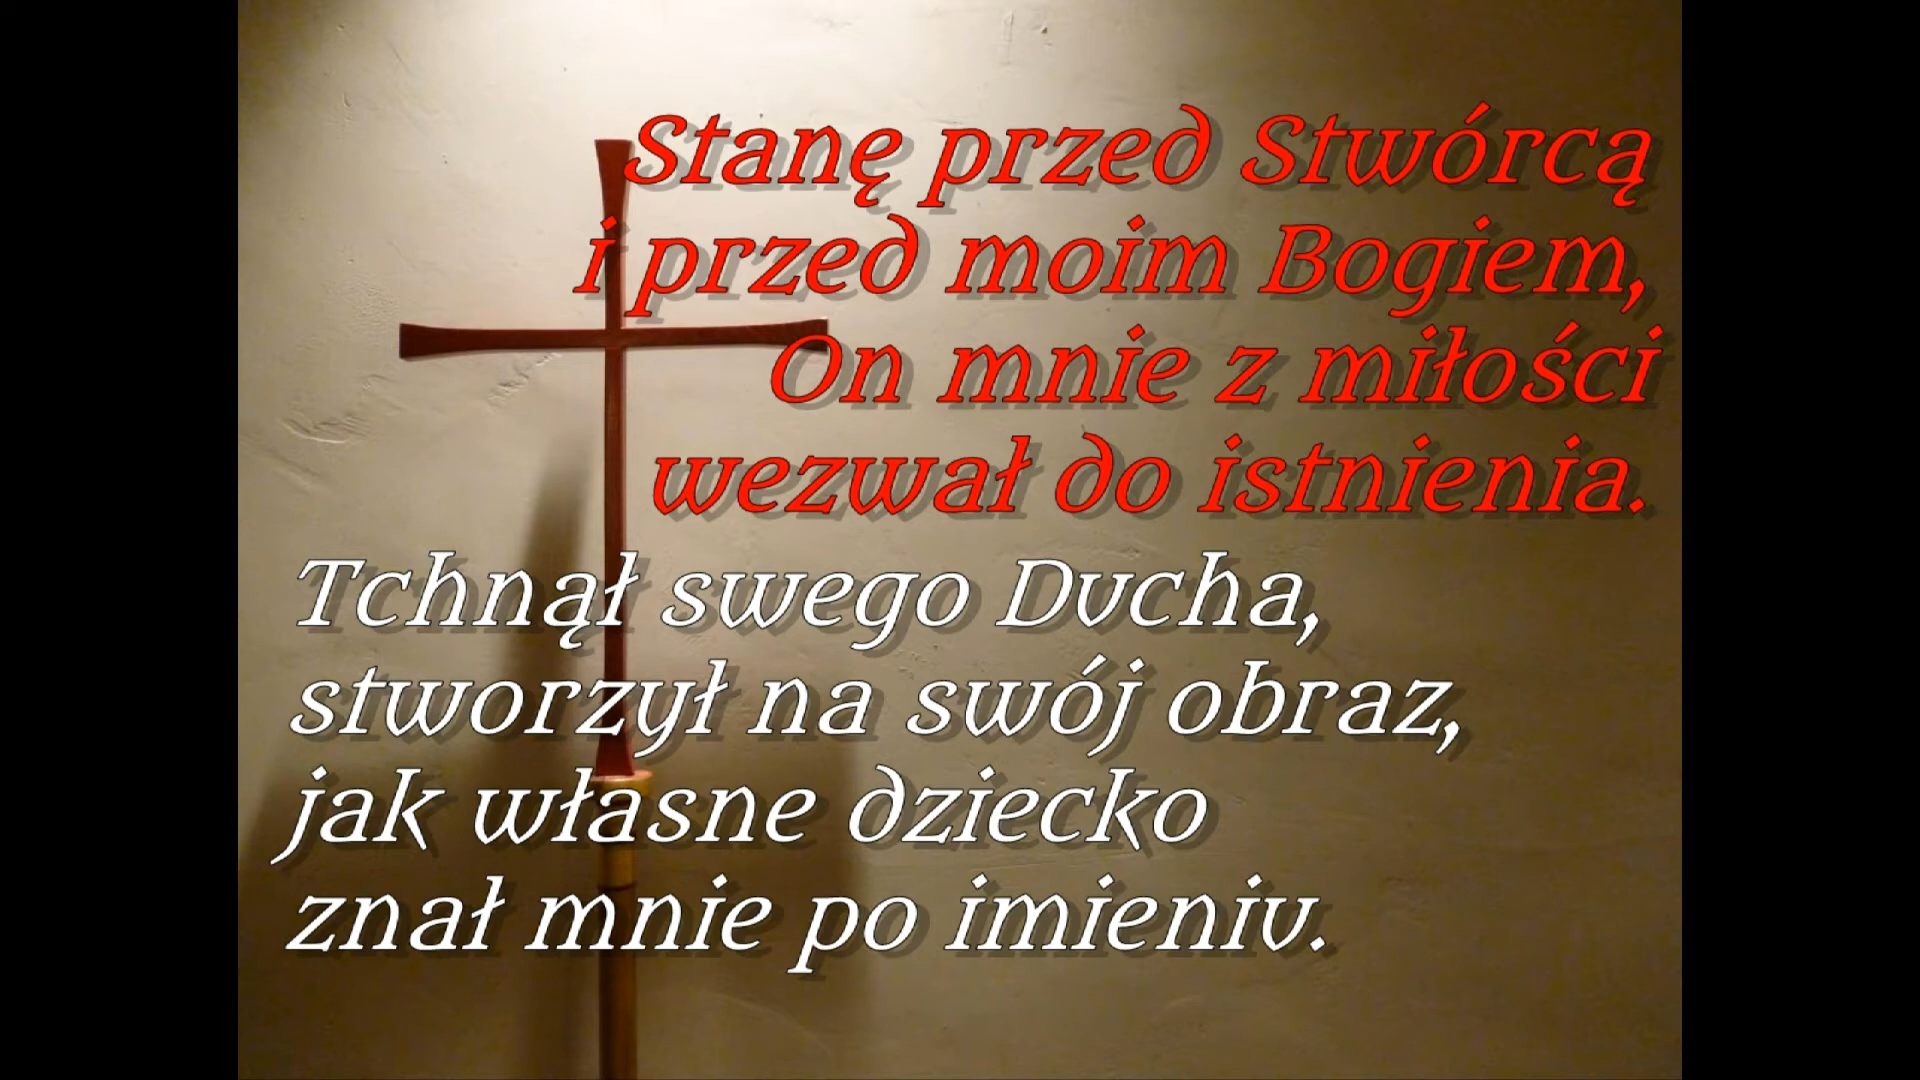 Stanę przed Stwórcą
i przed moim Bogiem,
On mnie z miłości
wezwał do istnienia.
Tchnął swego Ducha,
stworzył na swój obraz,
jak własne dziecko
znał mnie po imieniu.